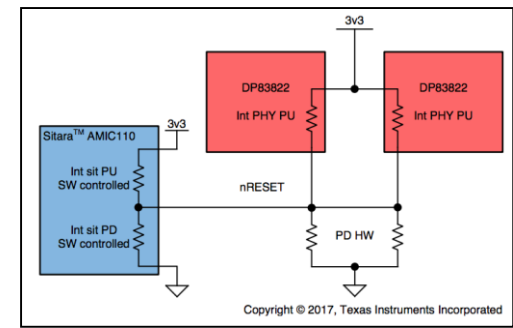 3v3
DP83822
Int PHY PU
DP83822
Int PHY PU
3v3
Sitara™ AMIC110
Int sit PU
SW controlled
nRESET
Int sit PD
SW controlled
PD HW
Copyright © 2017, Texas Instruments Incorporated